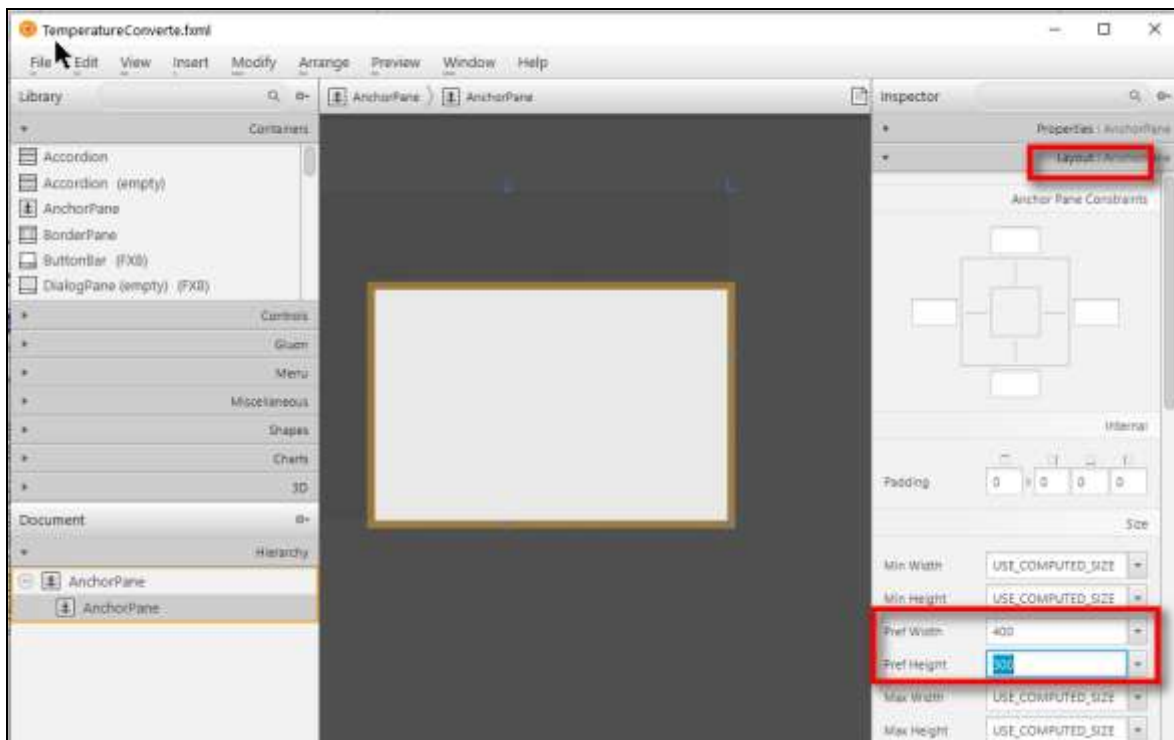 TemperatureConverte.fxml
File Edit View Insert Modify Arrange Preview Window Help
Library
Containers
Accordion
Accordion (empty)
AnchorPane
BorderPane
ButtonBar (FX8)
DialogPane (empty) (FX8)
Controls
Gluon
Menu
Miscellaneous
Shapes
Charts
3D
Document
Hierarchy
AnchorPane
AnchorPane
AnchorPane AnchorPane
Inspector
Properties : AnchorPane
Layout : AnchorPane
Anchor Pane Constraints
Internal
Padding 0 0 0 0
Size
Min Width USE_COMPUTED_SIZE
Min Height USE_COMPUTED_SIZE
Pref Width 400
Pref Height 300
Max Width USE_COMPUTED_SIZE
Max Height USE_COMPUTED_SIZE